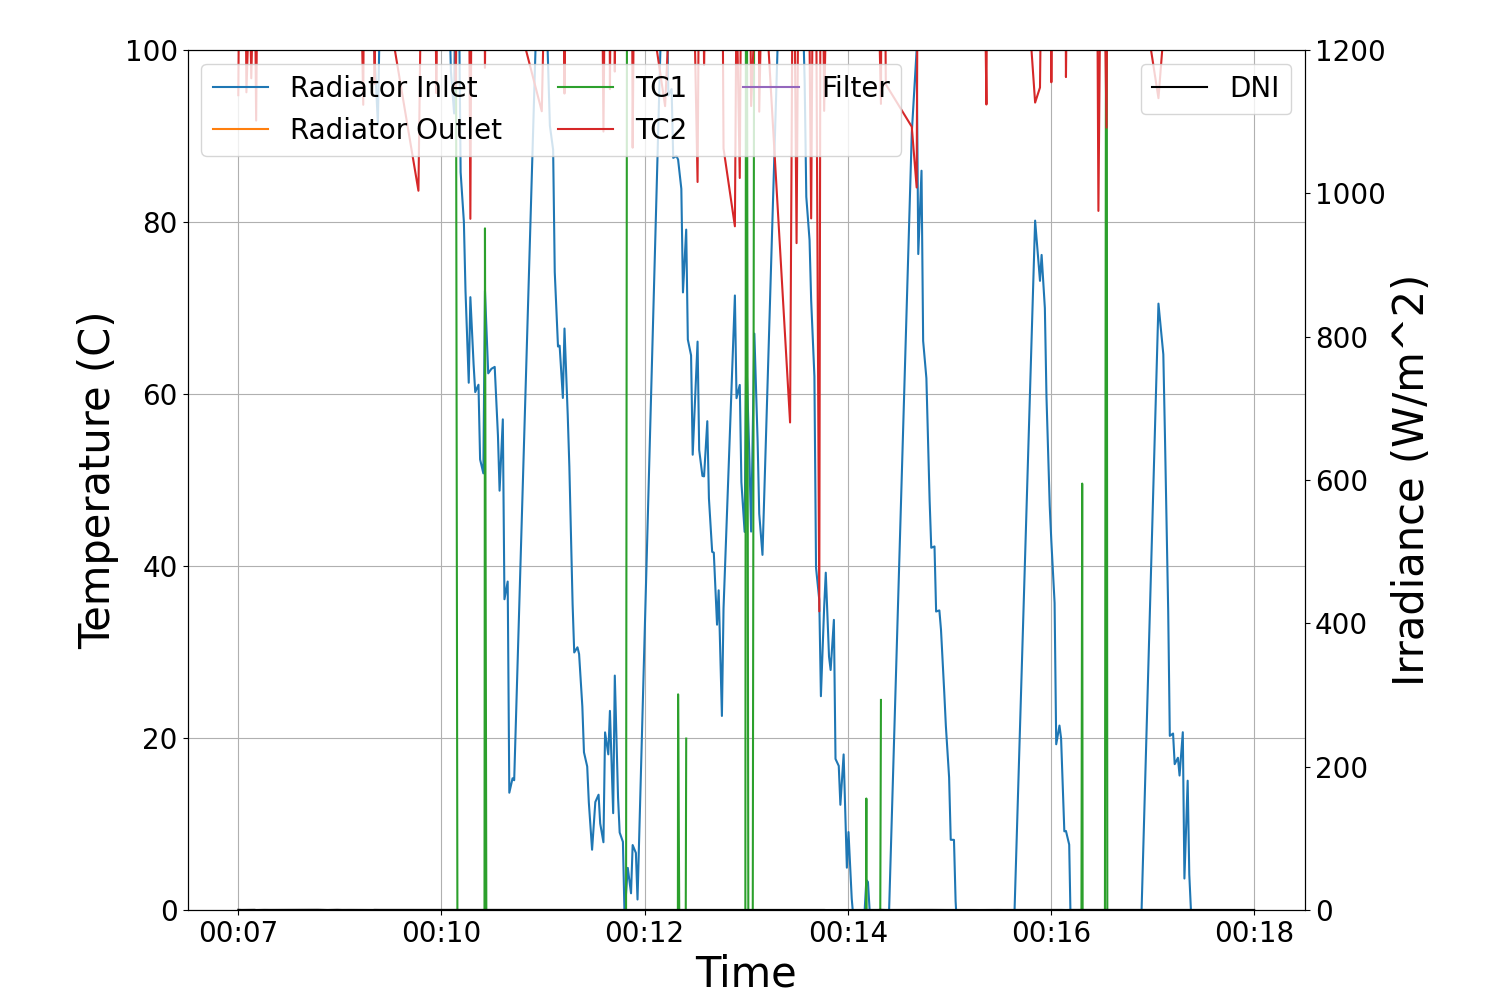 100
80
60
40
20
0
Temperature (C)
Radiator Inlet
Radiator Outlet
TC1
TC2
Filter
DNI
1200
1000
800
600
400
200
0
Irradiance (W/m^2)
00:07 00:10 00:12 00:14 00:16 00:18
Time